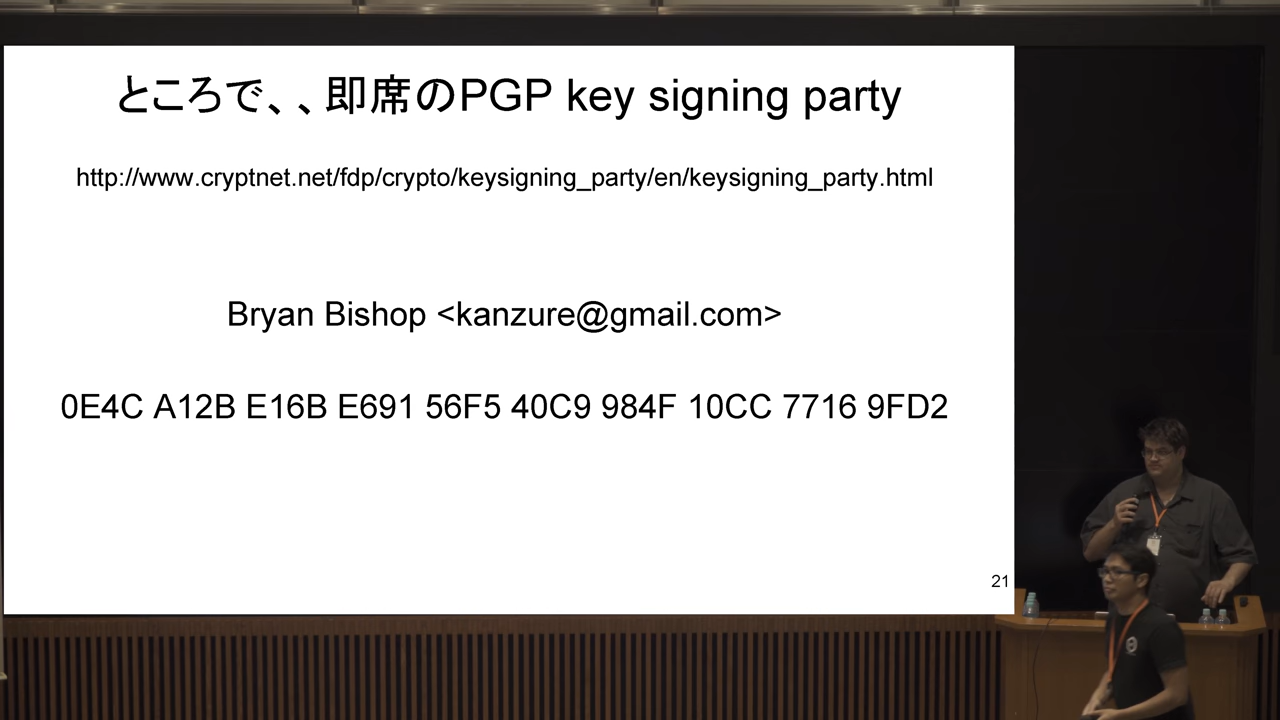 ところで、、即席のPGP key signing party
http://www.cryptnet.net/fdp/crypto/keysigning_party/en/keysigning_party.html
Bryan Bishop <kanzure@gmail.com>
0E4C A12B E16B E691 56F5 40C9 984F 10CC 7716 9FD2
21